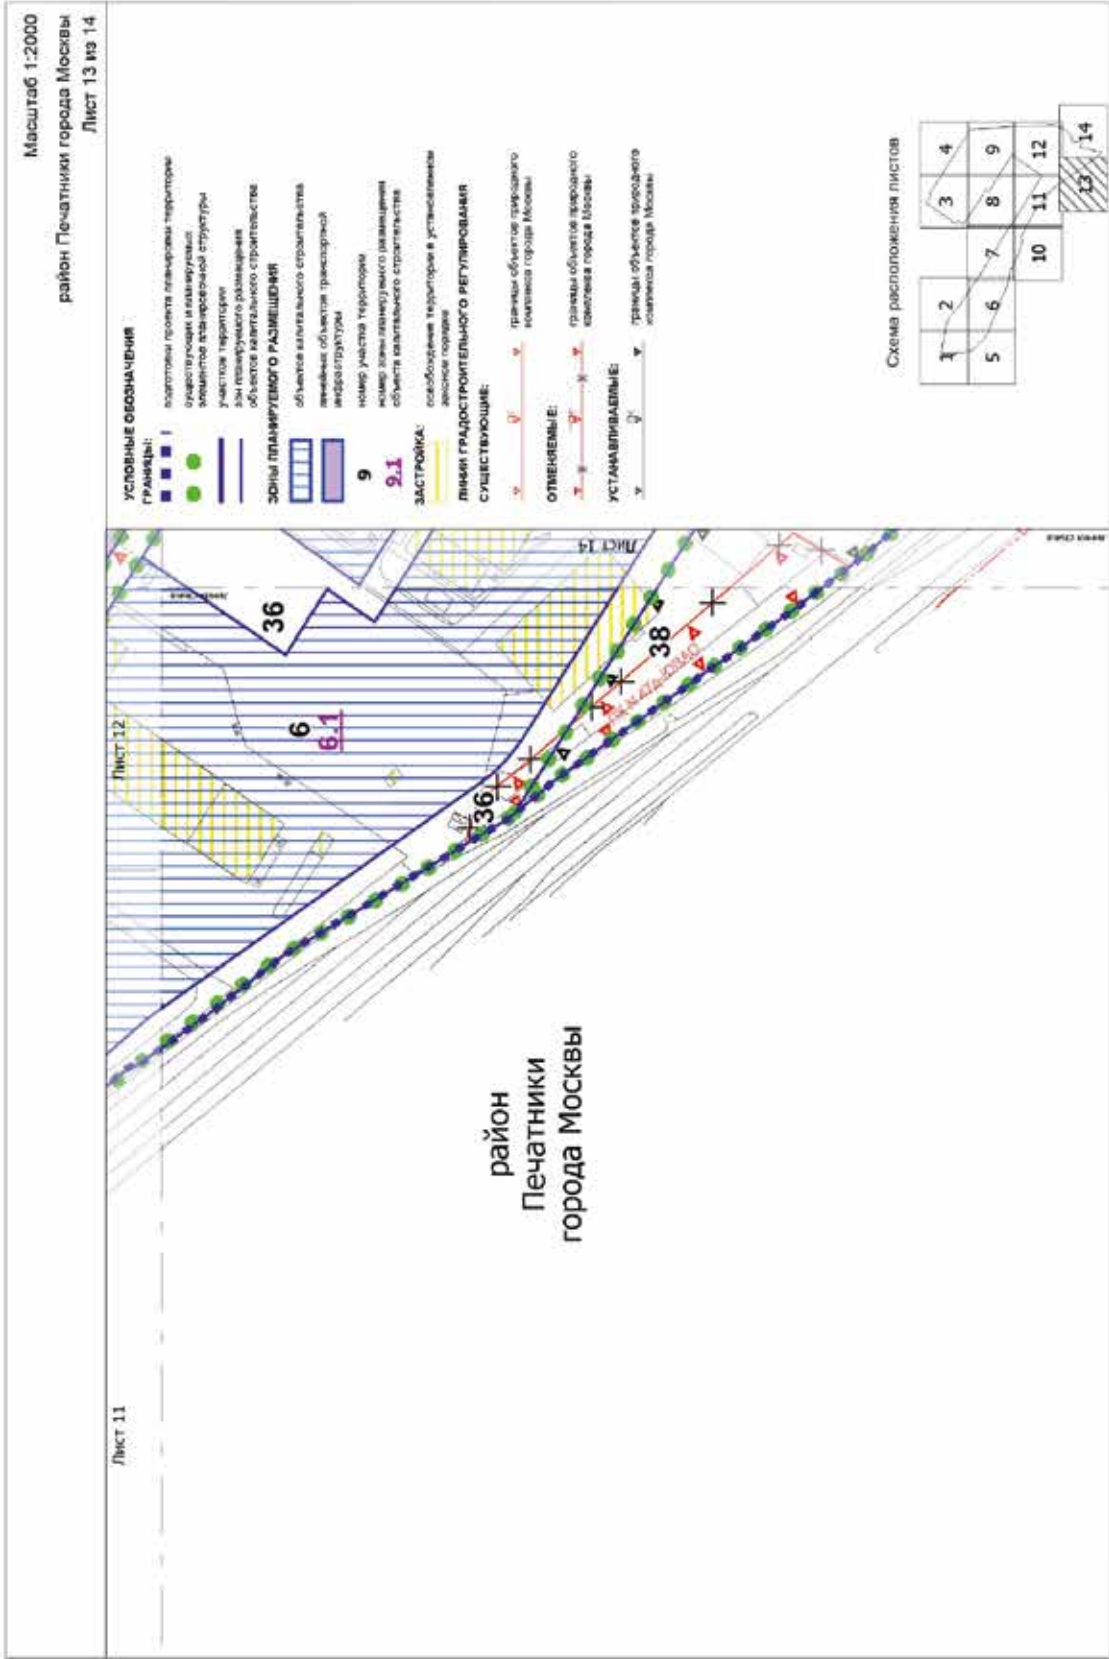 Масштаб 1:2000
район Печатники города Москвы
Лист 13 из 14
УСЛОВНЫЕ ОБОЗНАЧЕНИЯ
ГРАНИЦЫ:
подготовки проекта планировки территории
существующих и планируемых
элементов планировочной структуры
участков территории
зон планируемого размещения
объектов капитального строительства
ЗОНЫ ПЛАНИРУЕМОГО РАЗМЕЩЕНИЯ
объектов капитального строительства
линейных объектов транспортной
инфраструктуры
9
номер участка территории
9.1
номер зоны планируемого размещения
объекта капитального строительства
ЗАСТРОЙКА:
освобождение территории в установленном
законом порядке
ЛИНИИ ГРАДОСТРОИТЕЛЬНОГО РЕГУЛИРОВАНИЯ
СУЩЕСТВУЮЩИЕ:
границы объектов природного
комплекса города Москвы
ОТМЕНЯЕМЫЕ:
границы объектов природного
комплекса города Москвы
УСТАНАВЛИВАЕМЫЕ:
границы объектов природного
комплекса города Москвы
Схема расположения листов
1
2
3
4
5
6
7
8
9
10
11
12
13
14
Лист 11
Лист 12
Лист 14
36
6
6.1
36
38
район
Печатники
города Москвы